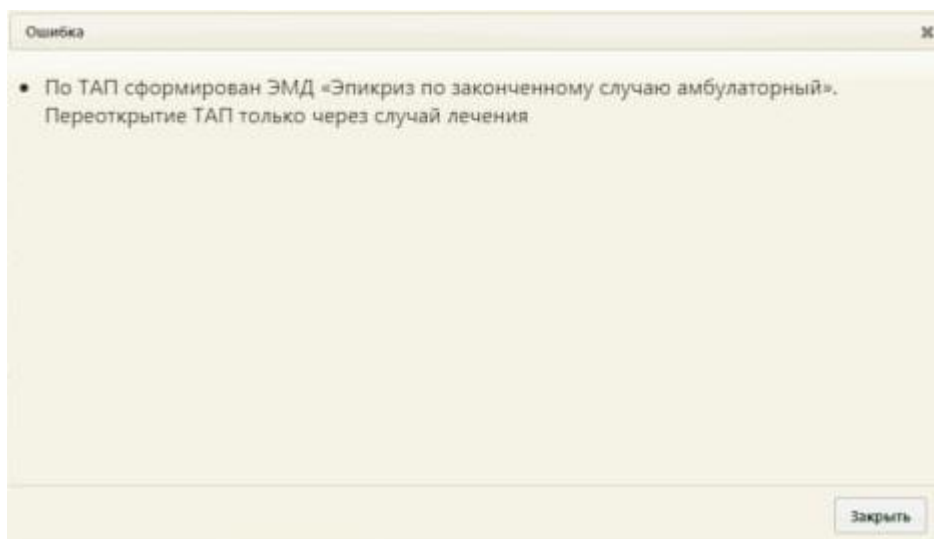 Ошибка
По ТАП сформирован ЭМД «Эпикриз по законченному случаю амбулаторный».
Переоткрытие ТАП только через случай лечения
Закрыть